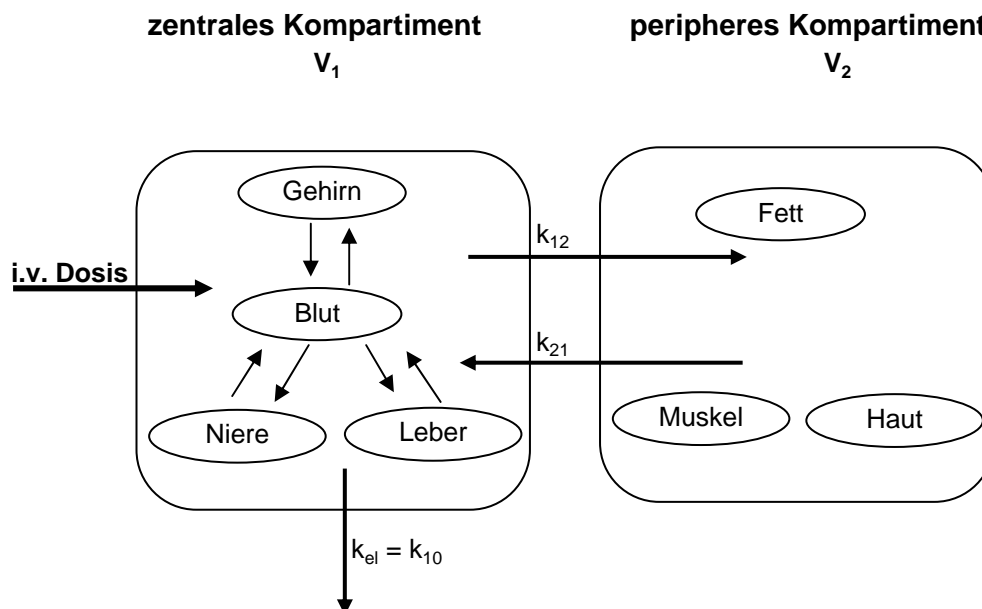 zentrales Kompartiment
V₁
peripheres Kompartiment
V₂
Gehirn
Fett
k₁₂
i.v. Dosis
Blut
k₂₁
Niere
Leber
Muskel
Haut
kₑₗ = k₁₀